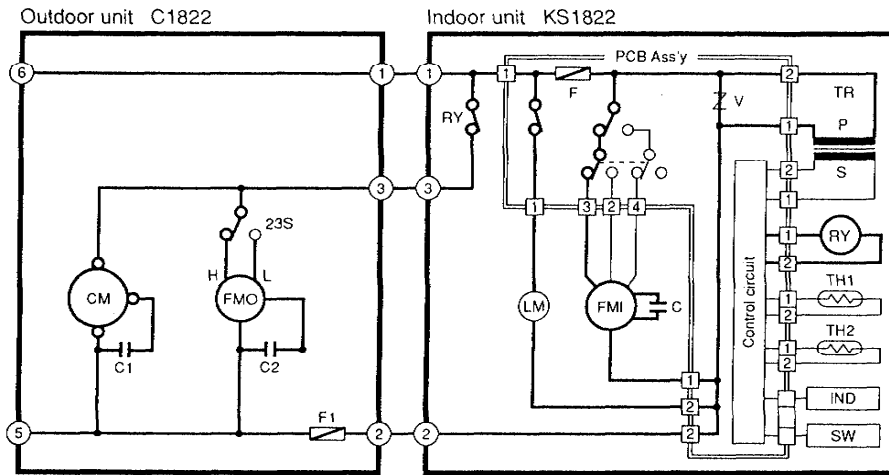 Outdoor unit C1822
Indoor unit KS1822
PCB Ass'y
6
1
1
1
2
F
TR
RY
V
1
P
3
3
2
S
1
1
3
2
4
23S
H
L
CM
FMO
LM
FMI
C
Control circuit
1
RY
2
TH1
1
2
TH2
1
2
C1
C2
1
IND
F1
2
5
2
2
2
SW